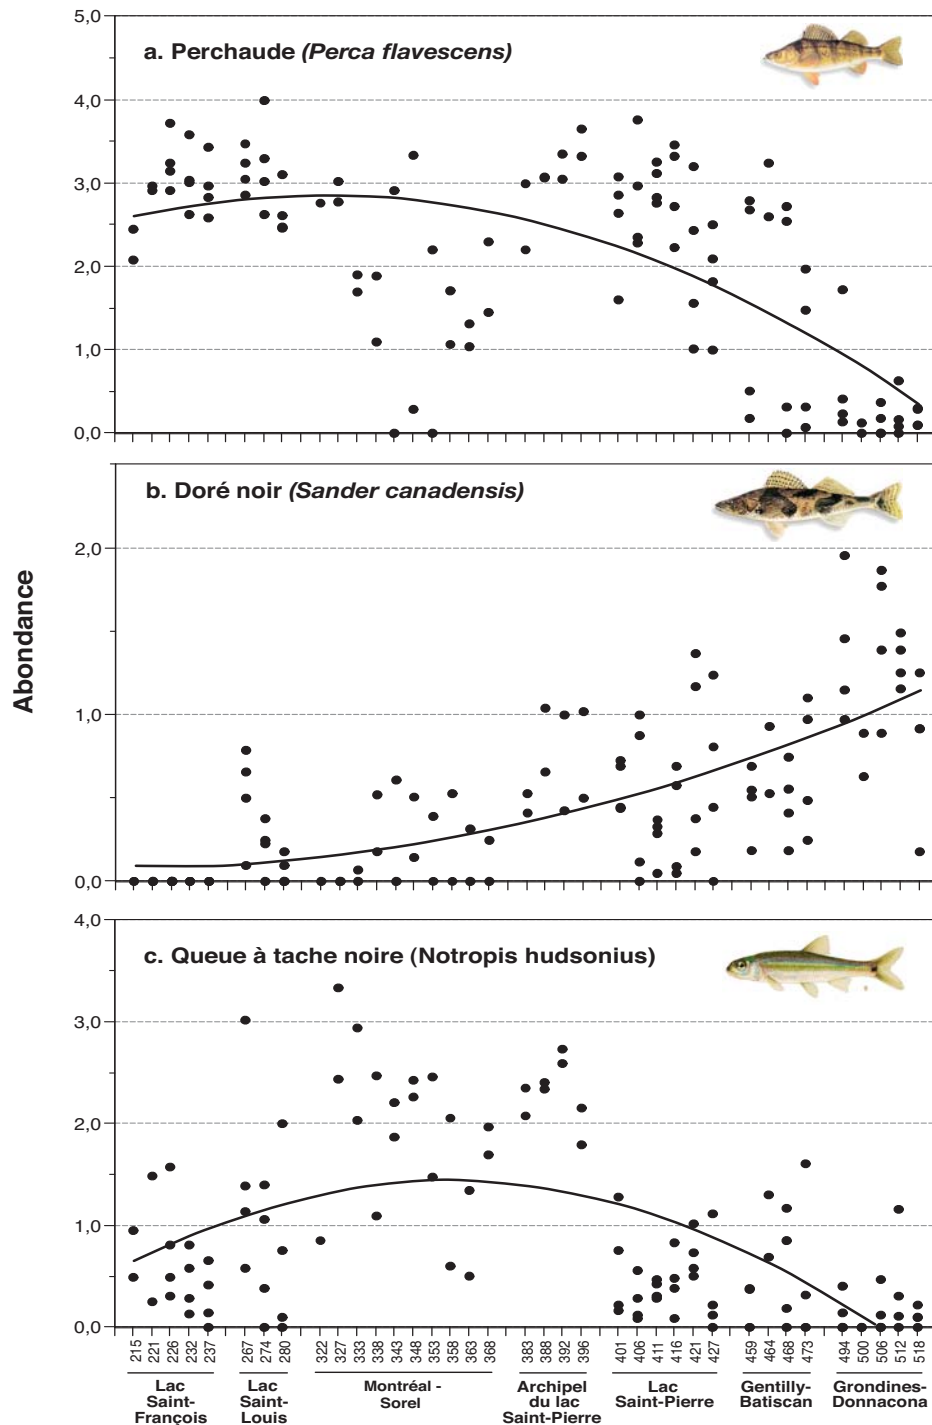 5,0
a. Perchaude (Perca flavescens)
4,0
3,0
2,0
1,0
0,0
b. Doré noir (Sander canadensis)
2,0
1,0
0,0
Abondance
4,0
c. Queue à tache noire (Notropis hudsonius)
3,0
2,0
1,0
0,0
215 221 226 232 237 267 274 280 322 327 333 338 343 348 353 358 363 368 383 388 392 396 401 406 411 416 421 427 459 464 468 473 494 500 506 512 518
Lac
Saint-
François
Lac
Saint-
Louis
Montréal -
Sorel
Archipel
du lac
Saint-Pierre
Lac
Saint-Pierre
Gentilly-
Batiscan
Grondines-
Donnacona